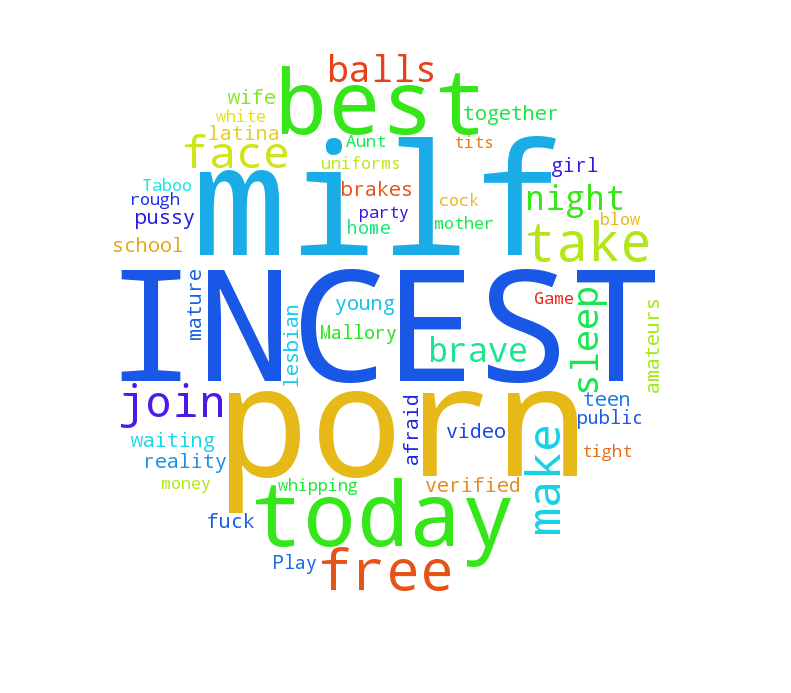 balls
best
wife
together
white
latina
Aunt
tits
face
uniforms
milf
girl
Taboo
brakes
rough
cock
night
party
pussy
blow
home
mother
school
take
INCEST
mature
young
Game
lesbian
Mallory
sleep
amateurs
brave
join
porn
teen
afraid
public
video
waiting
make
reality
tight
money
whipping
verified
today
fuck
Play
free